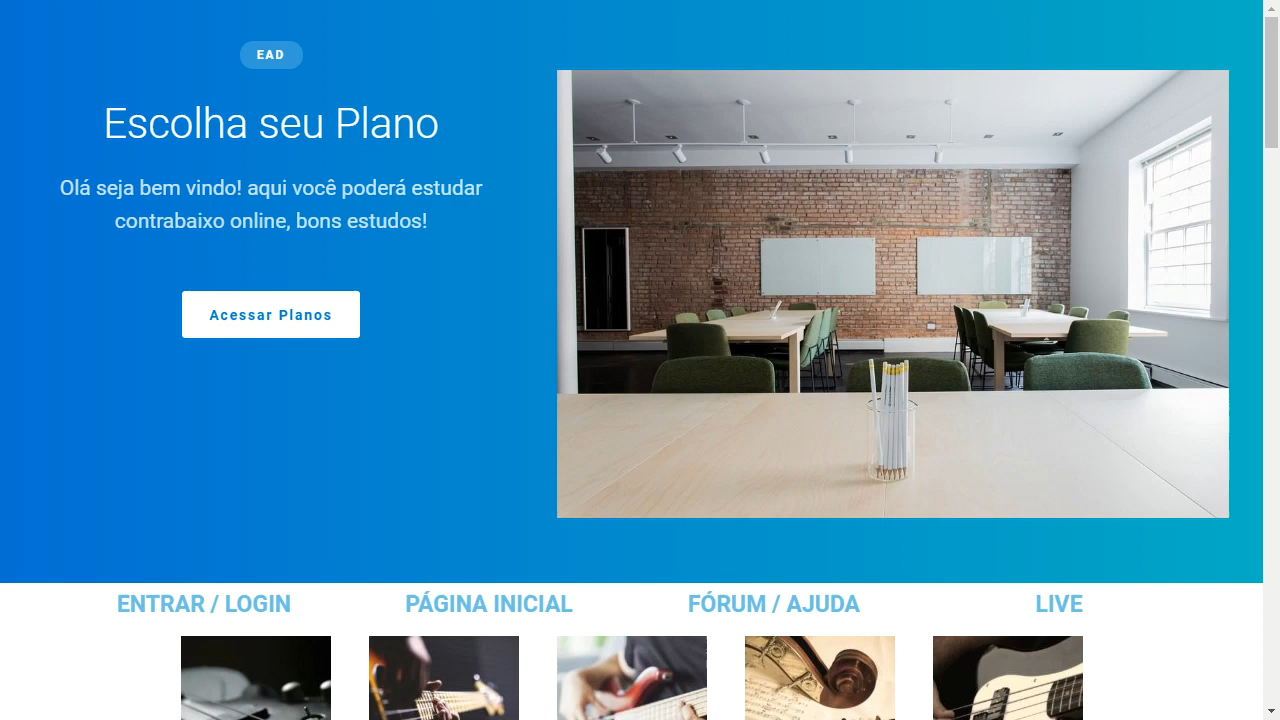 EAD
Escolha seu Plano
Olá seja bem vindo! aqui você poderá estudar
contrabaixo online, bons estudos!
Acessar Planos
ENTRAR / LOGIN
PÁGINA INICIAL
FÓRUM / AJUDA
LIVE